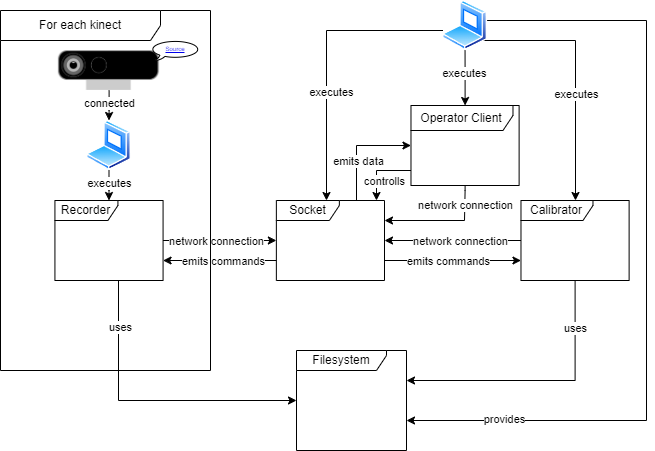 For each kinect
Source
connected
executes
Recorder
network connection
emits commands
uses
executes
executes
executes
Operator Client
emits data
controlls
network connection
Socket
Calibrator
network connection
emits commands
uses
Filesystem
provides